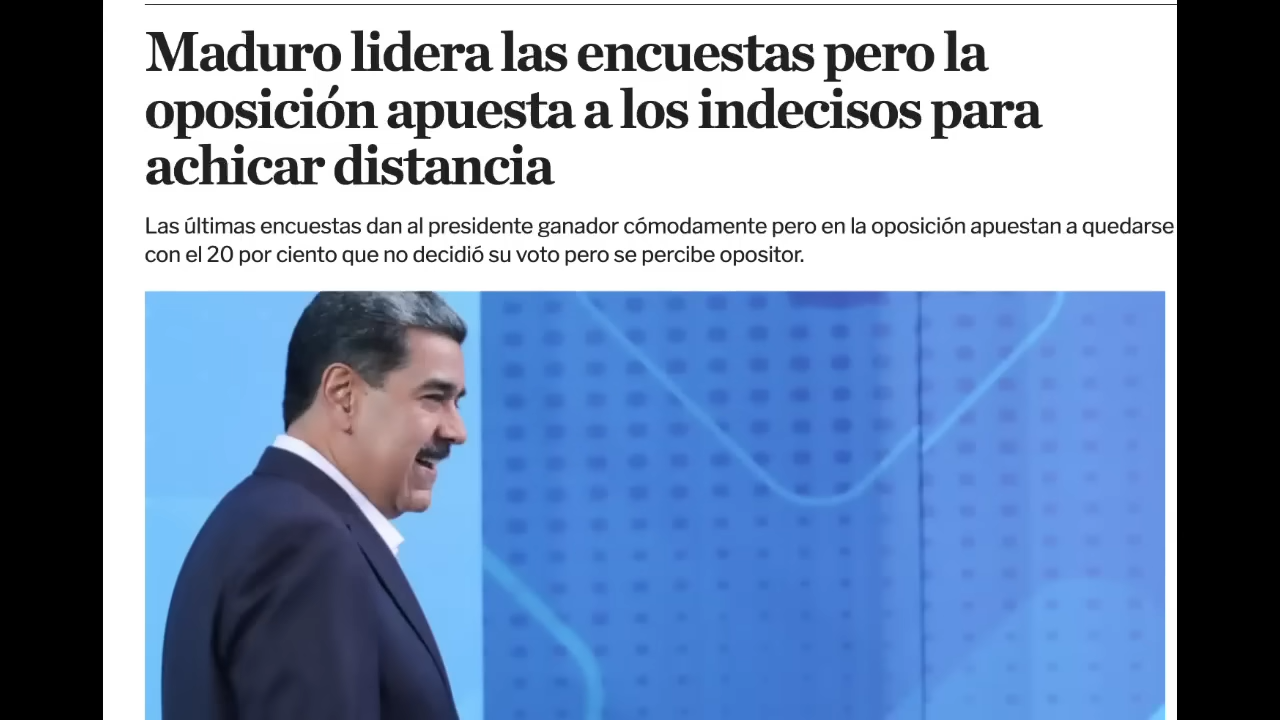 Maduro lidera las encuestas pero la
oposición apuesta a los indecisos para
achicar distancia
Las últimas encuestas dan al presidente ganador cómodamente pero en la oposición apuestan a quedarse
con el 20 por ciento que no decidió su voto pero se percibe opositor.